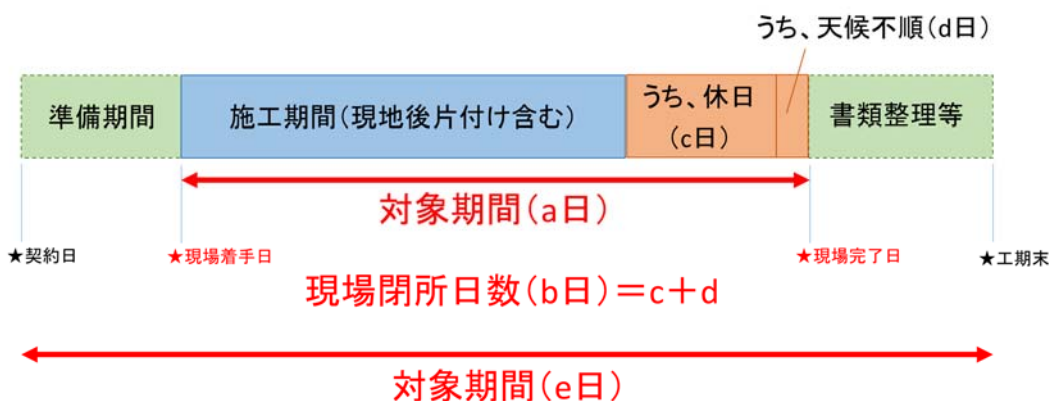 うち、天候不順(d日)
準備期間
施工期間(現地後片付け含む)
うち、休日
(c日)
書類整理等
対象期間(a日)
★契約日
★現場着手日
★現場完了日
★工期末
現場閉所日数(b日)=c+d
対象期間(e日)